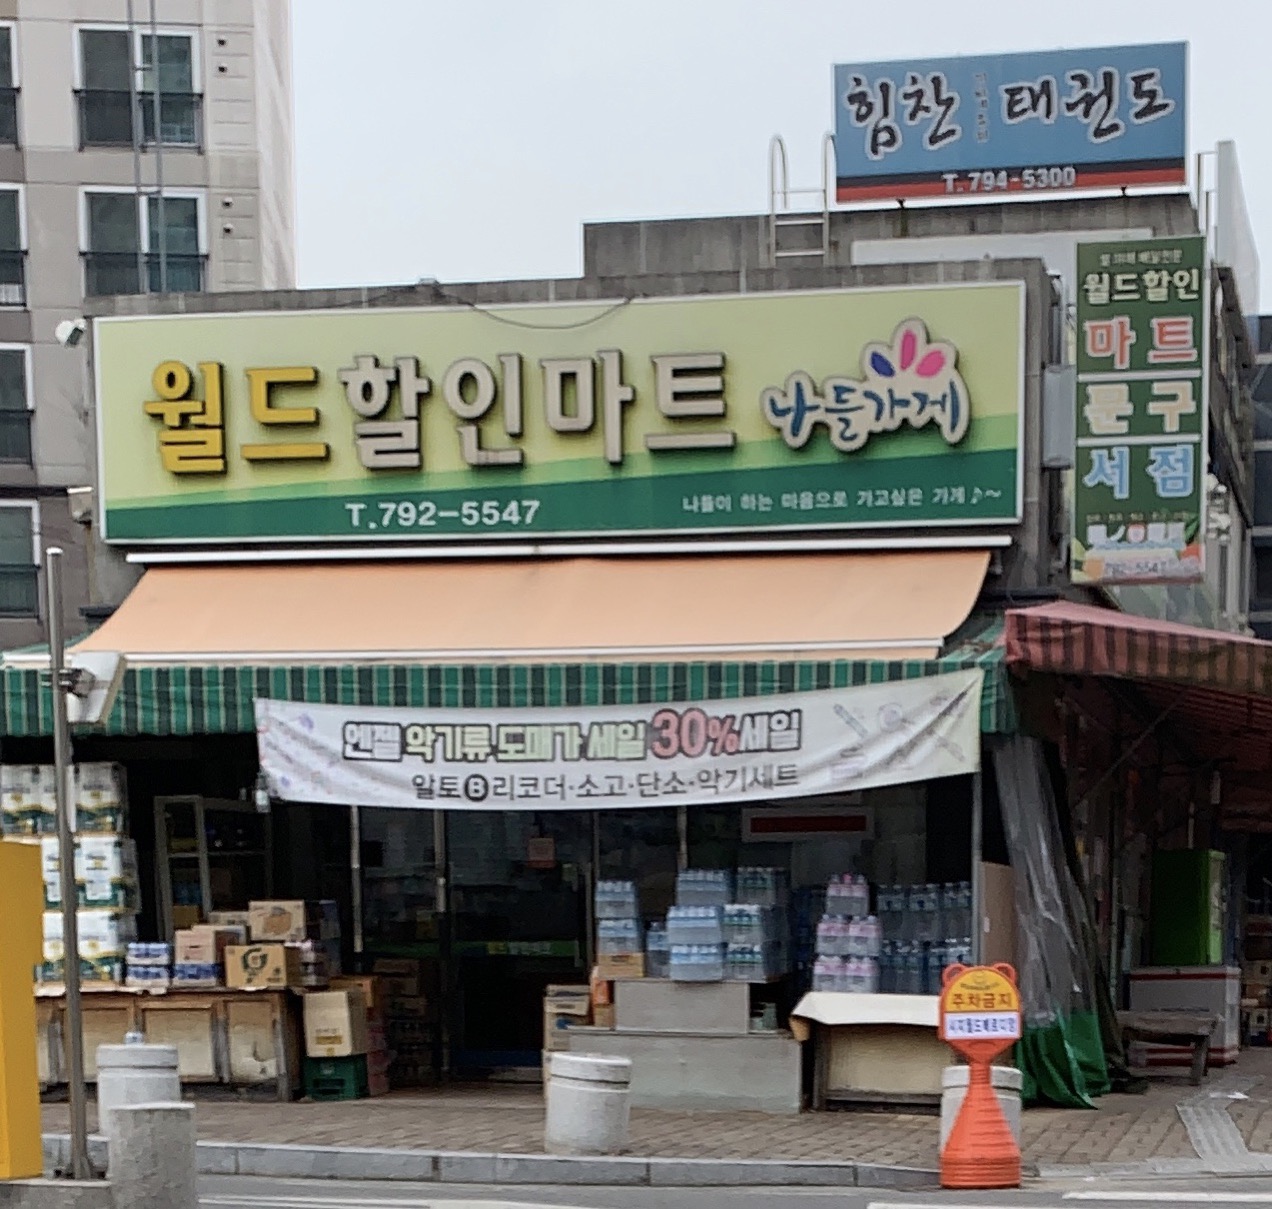 힘찬 태권도
T. 794-5300
월드할인
마트
문구
서점
792-5547
월드할인마트 나들가게
T.792-5547 나들이 하는 마음으로 가고싶은 가게♪~
엔젤 악기류 도매가 세일 30% 세일
알토Ⓑ리코더·소고·단소·악기세트
주차금지